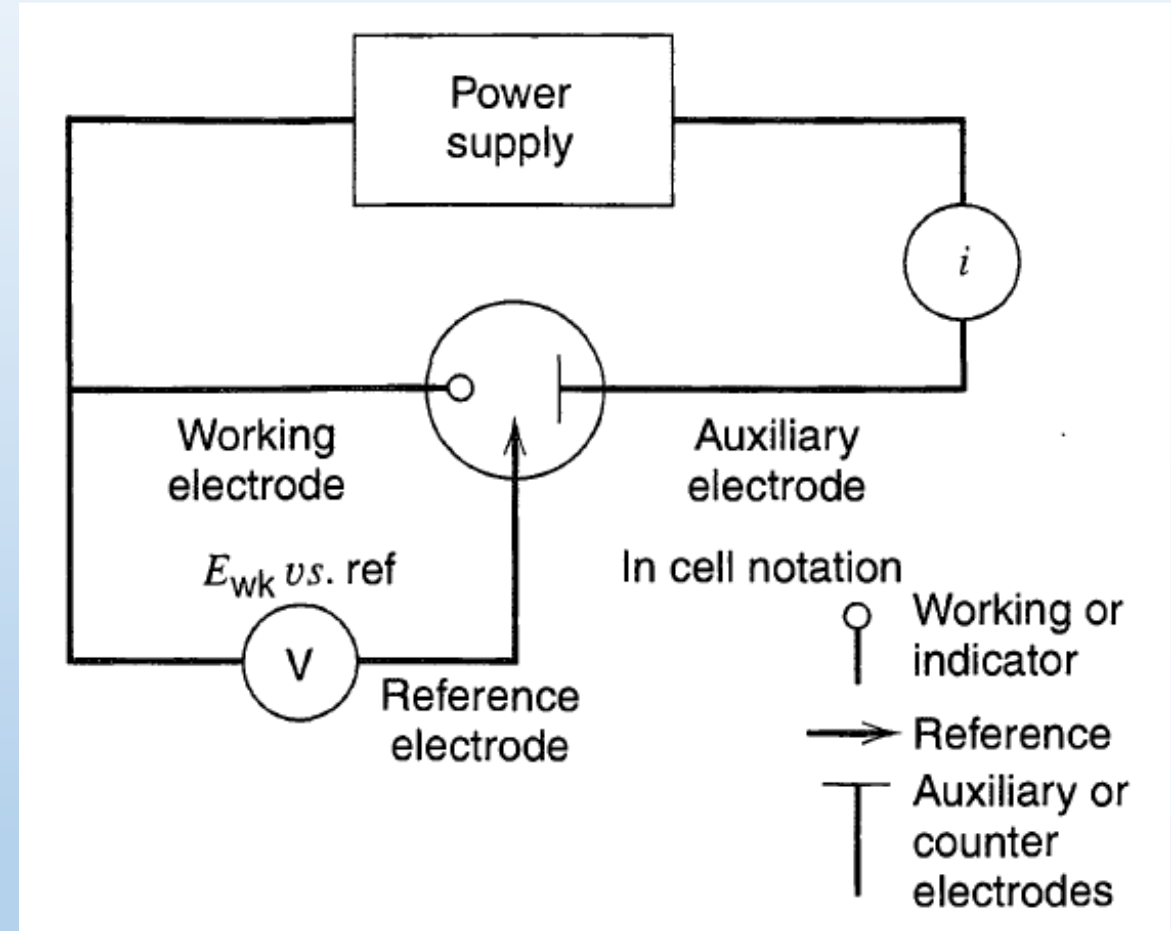 Power
supply
i
Working
electrode
Auxiliary
electrode
E_wk vs. ref
V
Reference
electrode
In cell notation
Working or
indicator
Reference
Auxiliary or
counter
electrodes